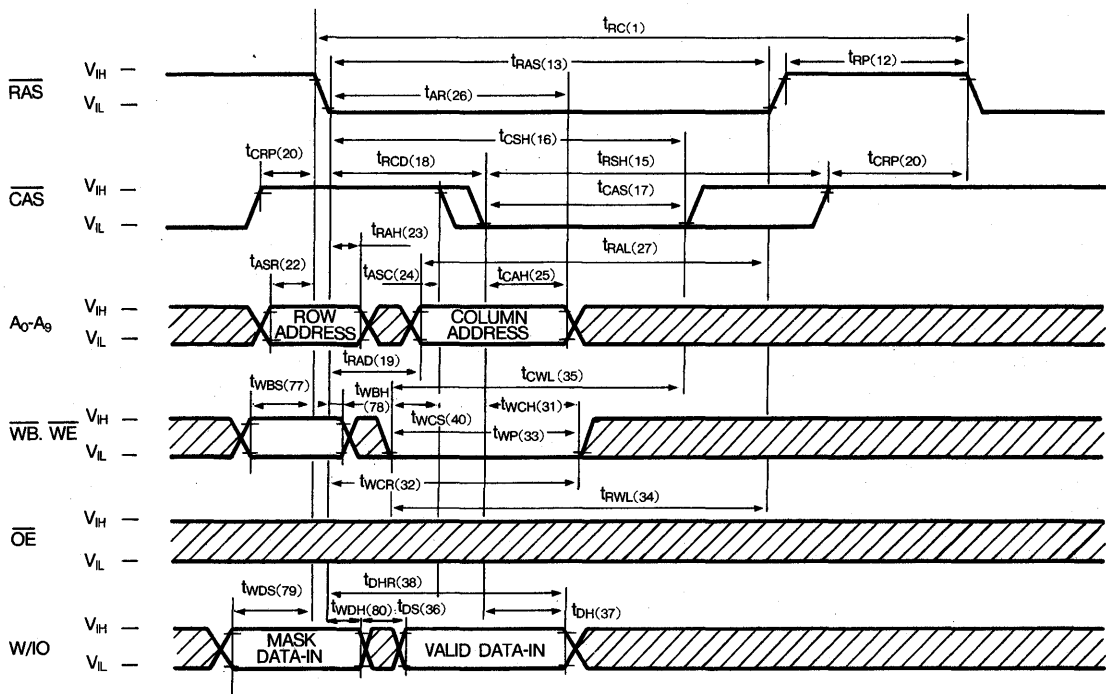 tRC(1)
VIH
tRAS(13)
tRP(12)
RAS
tAR(26)
VIL
tCSH(16)
tCRP(20)
tRCD(18)
tRSH(15)
tCRP(20)
VIH
CAS
tCAS(17)
VIL
tRAH(23)
tRAL(27)
tASR(22)
tASC(24)
tCAH(25)
VIH
A0-A9
ROW ADDRESS
COLUMN ADDRESS
VIL
tRAD(19)
tCWL(35)
tWBS(77)
tWBH (78)
VIH
tWCS(40)
tWCH(31)
WB. WE
tWP(33)
VIL
tWCR(32)
tRWL(34)
VIH
OE
VIL
tWDS(79)
tDHR(38)
tWDH(80)
tDS(36)
tDH(37)
VIH
W/IO
MASK DATA-IN
VALID DATA-IN
VIL